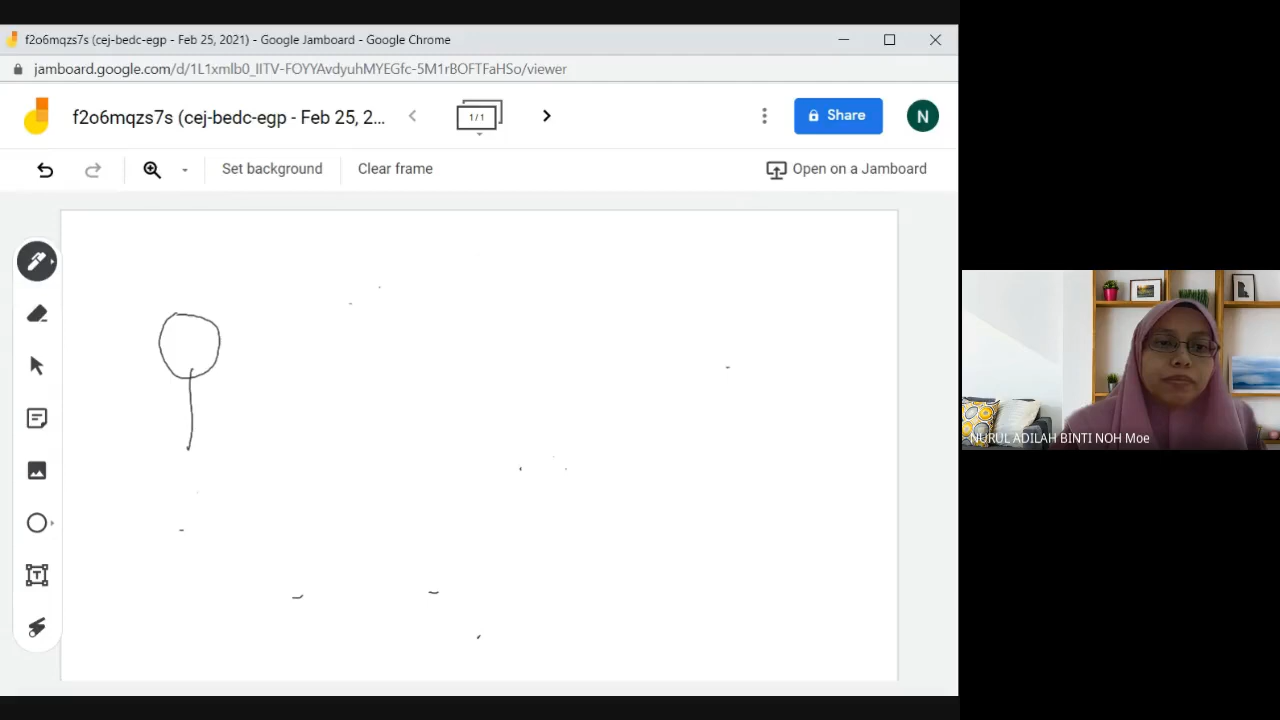 f2o6mqzs7s (cej-bedc-egp - Feb 25, 2021) - Google Jamboard - Google Chrome
jamboard.google.com/d/1L1xmlb0_lITV-FOYYAvdyuhMYEGfc-5M1rBOFTFaHSo/viewer
f2o6mqzs7s (cej-bedc-egp - Feb 25, 2...
1/1
Share
N
Set background
Clear frame
Open on a Jamboard
T
NURUL ADILAH BINTI NOH Moe